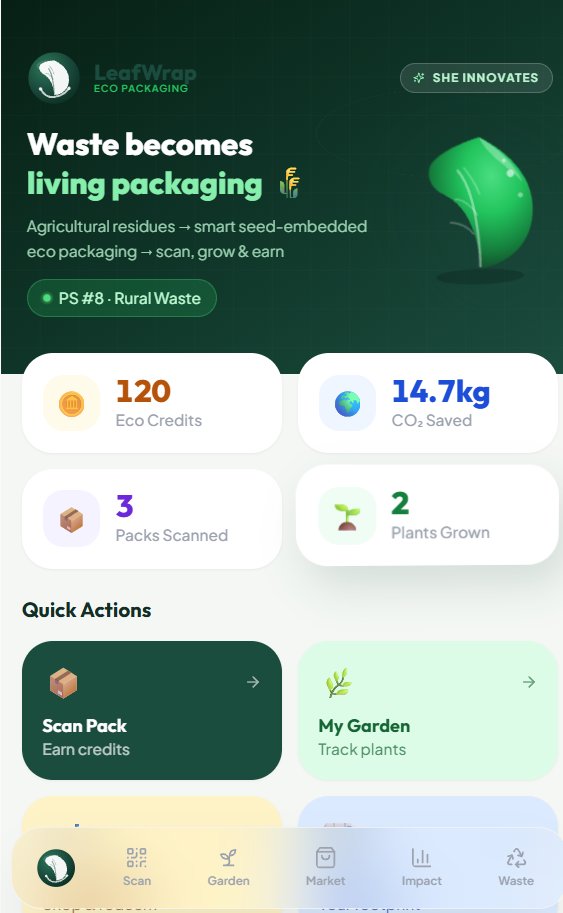 LeafWrap
ECO PACKAGING
SHE INNOVATES
Waste becomes
living packaging
Agricultural residues → smart seed-embedded
eco packaging → scan, grow & earn
PS #8 · Rural Waste
120
Eco Credits
14.7kg
CO₂ Saved
3
Packs Scanned
2
Plants Grown
Quick Actions
Scan Pack
Earn credits
→
My Garden
Track plants
→
Scan
Garden
Market
Impact
Waste